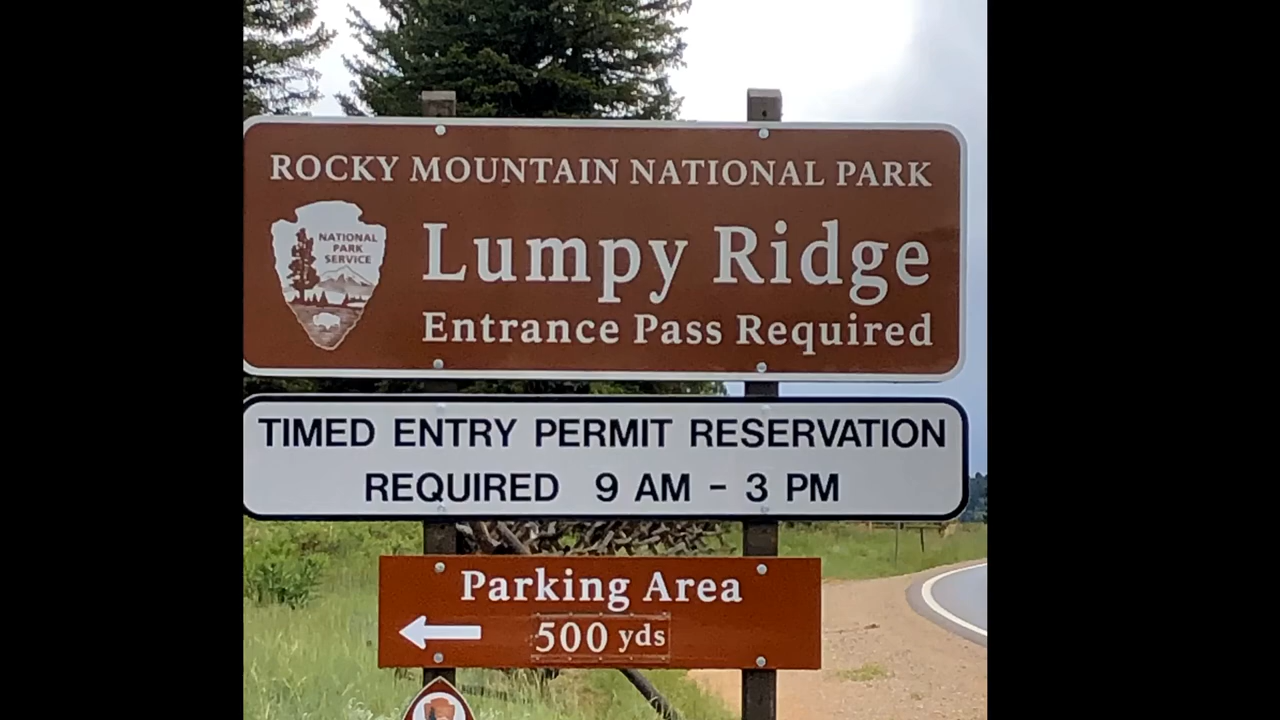 ROCKY MOUNTAIN NATIONAL PARK
NATIONAL
PARK
SERVICE
Lumpy Ridge
Entrance Pass Required
TIMED ENTRY PERMIT RESERVATION
REQUIRED 9 AM - 3 PM
Parking Area
500 yds